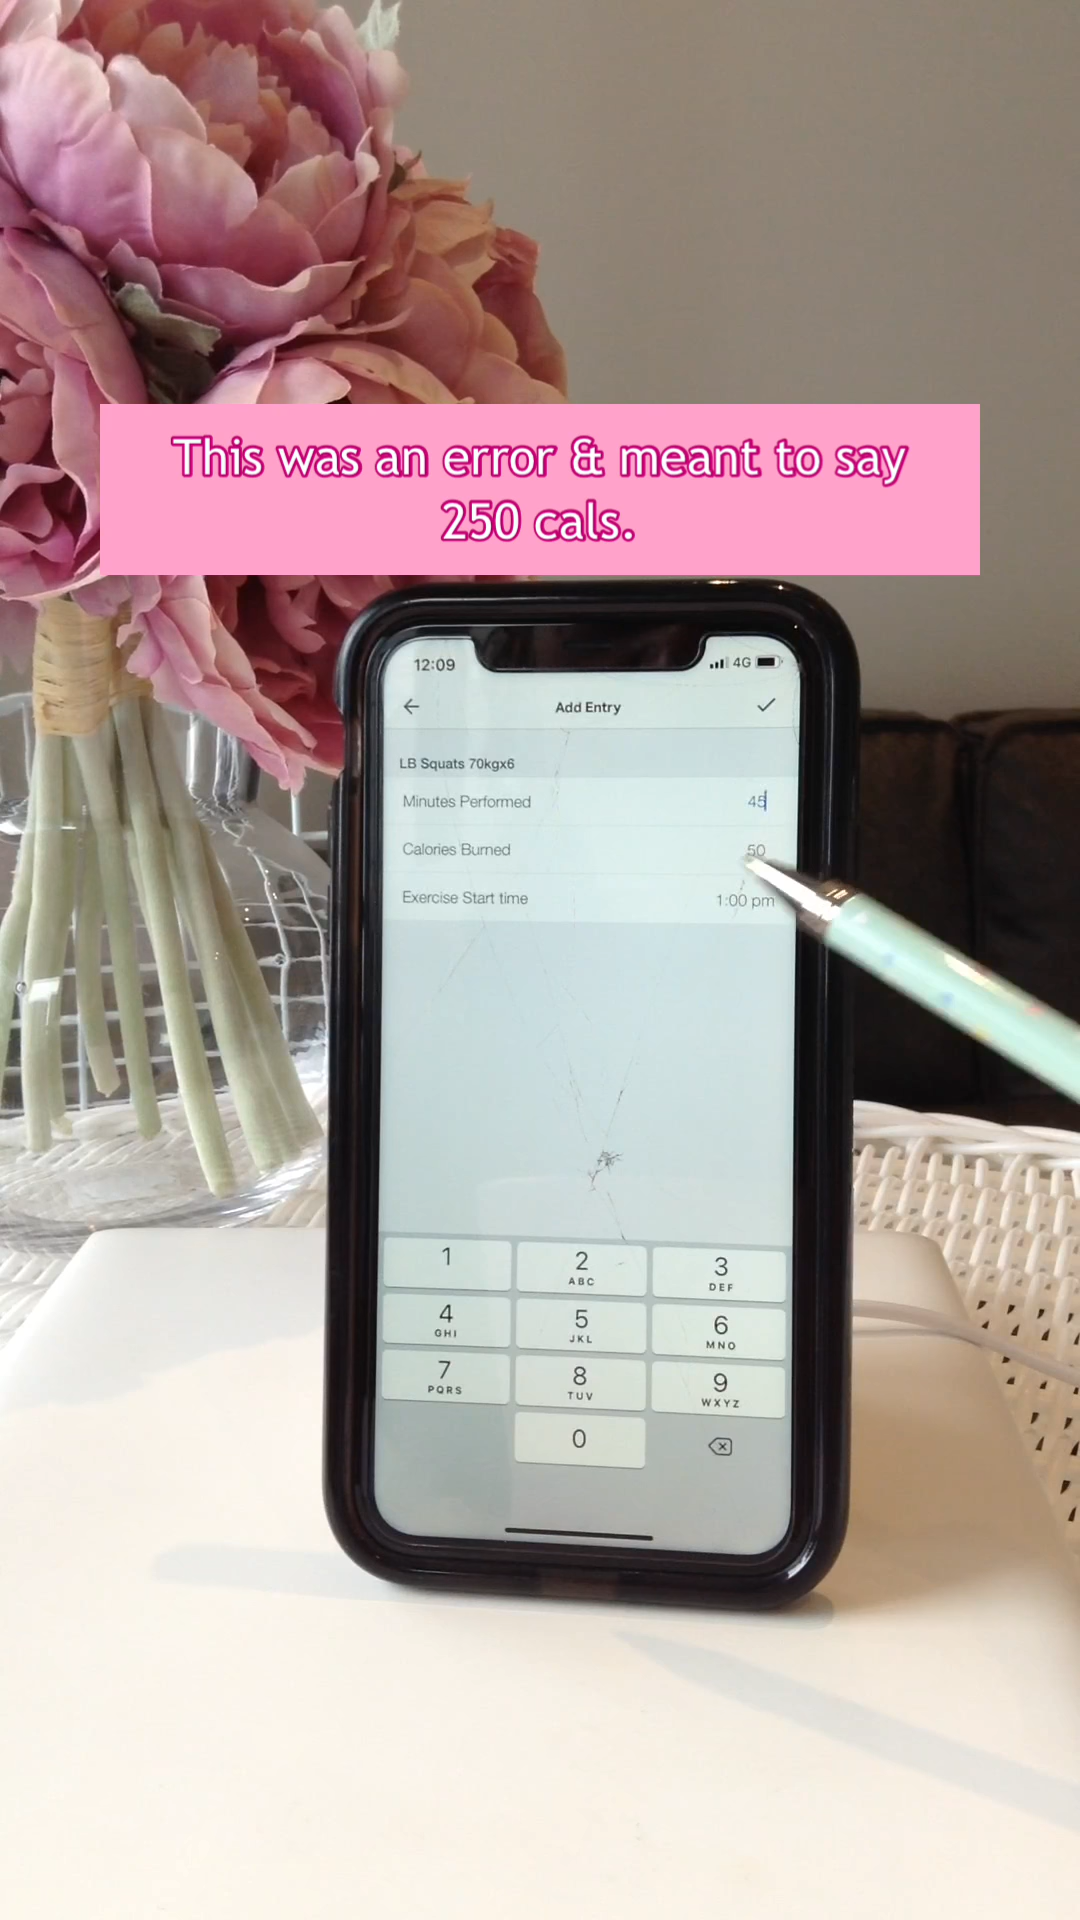 This was an error & meant to say
250 cals.
12:09
4G
Add Entry
LB Squats 70kgx6
Minutes Performed 45
Calories Burned 50
Exercise Start time 1:00 pm
1 2 3
ABC DEF
4 5 6
GHI JKL MNO
7 8 9
PQRS TUV WXYZ
0